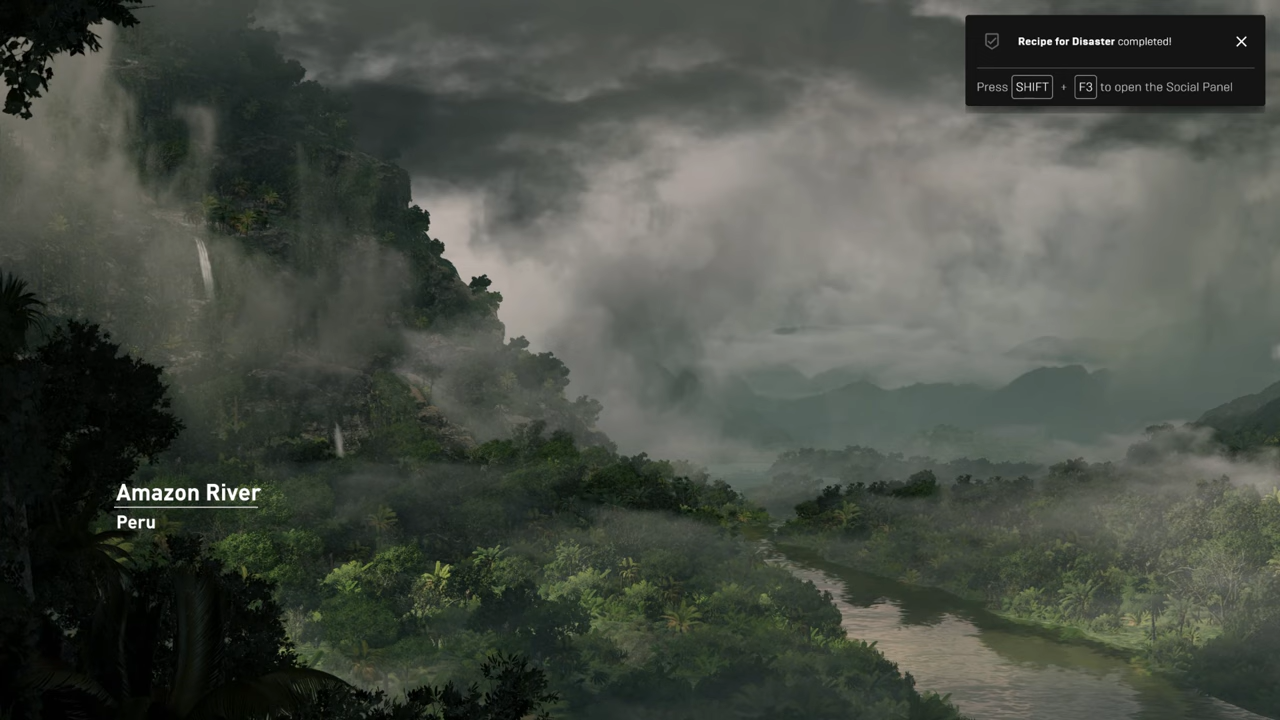 Recipe for Disaster completed!
Press SHIFT + F3 to open the Social Panel
Amazon River
Peru